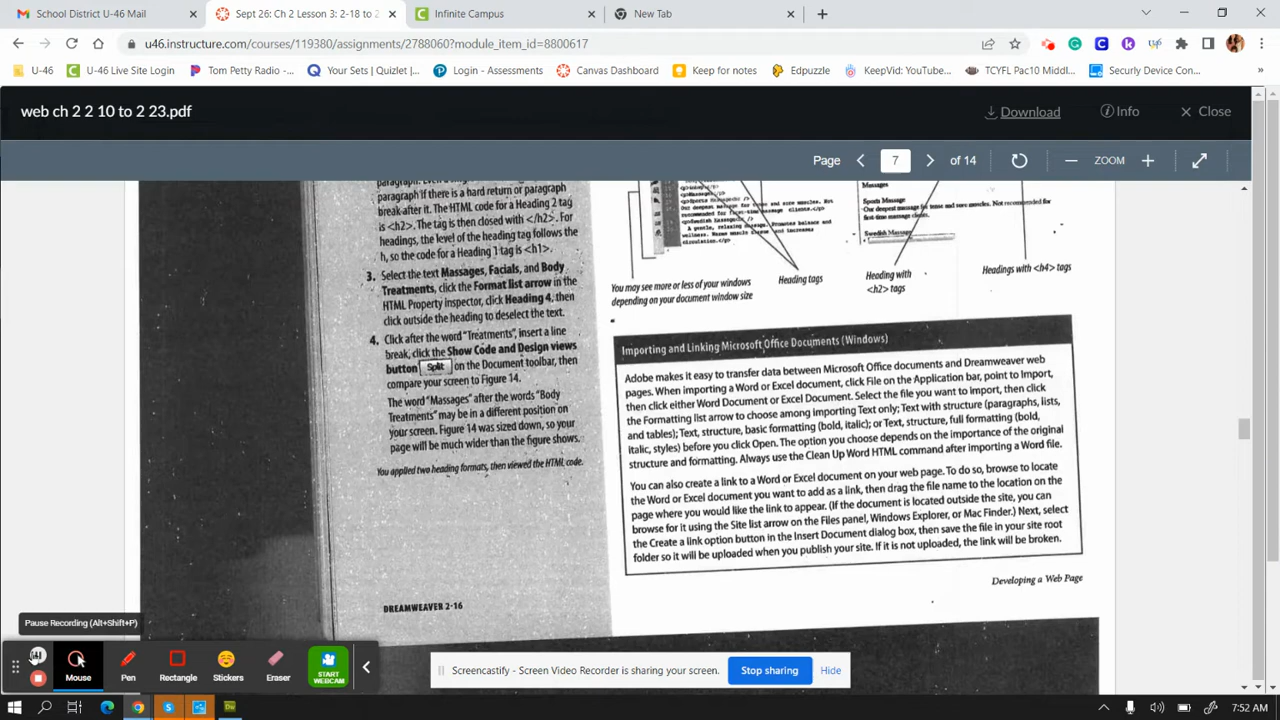 School District U-46 Mail
Sept 26: Ch 2 Lesson 3: 2-18 to 2
Infinite Campus
New Tab
u46.instructure.com/courses/119380/assignments/2788060?module_item_id=8800617
U-46
U-46 Live Site Login
Tom Petty Radio -...
Your Sets | Quizlet -...
Login - Assessments
Canvas Dashboard
Keep for notes
Edpuzzle
KeepVid: YouTube...
TCYFL Pac10 Middl...
Securly Device Con...
web ch 2 2 10 to 2 23.pdf
Download
Info
Close
Page
7
of 14
ZOOM
paragraph if there is a hard return or paragraph
break after it. The HTML code for a Heading 2 tag
is <h2>. The tag is then closed with </h2>. For
headings, the level of the heading tag follows the
h, so the code for a Heading 1 tag is <h1>.
3. Select the text Massages, Facials, and Body
Treatments, click the Format list arrow in the
HTML Property inspector, click Heading 4, then
click outside the heading to deselect the text.
4. Click after the word "Treatments", insert a line
break, click the Show Code and Design views
button Split on the Document toolbar, then
compare your screen to Figure 14.
The word "Massages" after the words "Body
Treatments" may be in a different position on
your screen. Figure 14 was sized down, so your
page will be much wider than the figure shows.
You applied two heading formats, then viewed the HTML code.
DREAMWEAVER 2-16
Massages
Sports Massage
Our deepest massage for tense and sore muscles. Not recommended for
first-time massage clients.
Swedish Massage
You may see more or less of your windows
depending on your document window size
Heading tags
Heading with
<h2> tags
Headings with <h4> tags
Importing and Linking Microsoft Office Documents (Windows)
Adobe makes it easy to transfer data between Microsoft Office documents and Dreamweaver web
pages. When importing a Word or Excel document, click File on the Application bar, point to Import,
then click either Word Document or Excel Document. Select the file you want to import, then click
the Formatting list arrow to choose among importing Text only; Text with structure (paragraphs, lists,
and tables); Text, structure, basic formatting (bold, italic); or Text, structure, full formatting (bold,
italic, styles) before you click Open. The option you choose depends on the importance of the original
structure and formatting. Always use the Clean Up Word HTML command after importing a Word file.
You can also create a link to a Word or Excel document on your web page. To do so, browse to locate
the Word or Excel document you want to add as a link, then drag the file name to the location on the
page where you would like the link to appear. (If the document is located outside the site, you can
browse for it using the Site list arrow on the Files panel, Windows Explorer, or Mac Finder.) Next, select
the Create a link option button in the Insert Document dialog box, then save the file in your site root
folder so it will be uploaded when you publish your site. If it is not uploaded, the link will be broken.
Developing a Web Page
Pause Recording (Alt+Shift+P)
Mouse
Pen
Rectangle
Stickers
Eraser
START
WEBCAM
Screencastify - Screen Video Recorder is sharing your screen.
Stop sharing
Hide
7:52 AM